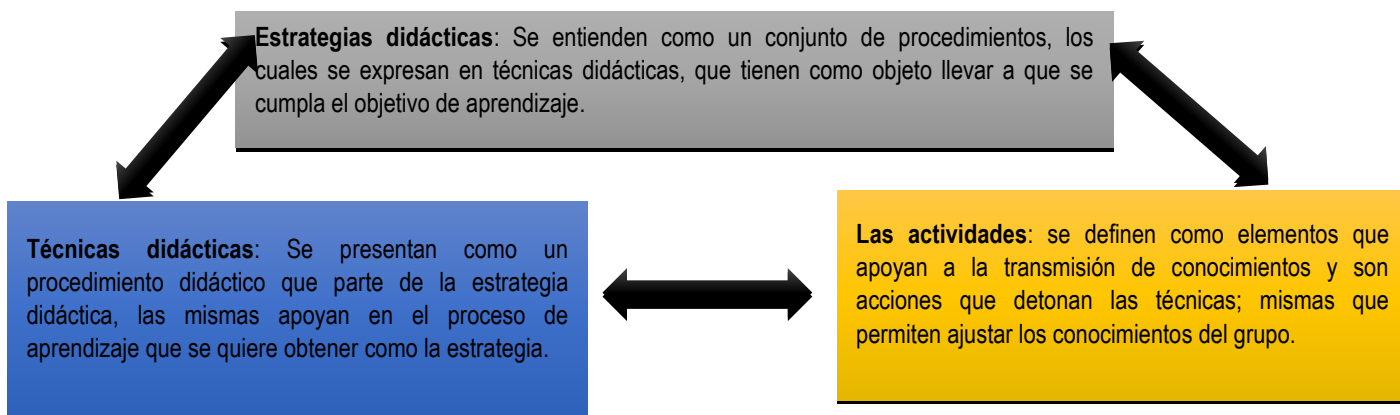 Estrategias didácticas: Se entienden como un conjunto de procedimientos, los
cuales se expresan en técnicas didácticas, que tienen como objeto llevar a que se
cumpla el objetivo de aprendizaje.
Técnicas didácticas: Se presentan como un
procedimiento didáctico que parte de la estrategia
didáctica, las mismas apoyan en el proceso de
aprendizaje que se quiere obtener como la estrategia.
Las actividades: se definen como elementos que
apoyan a la transmisión de conocimientos y son
acciones que detonan las técnicas; mismas que
permiten ajustar los conocimientos del grupo.